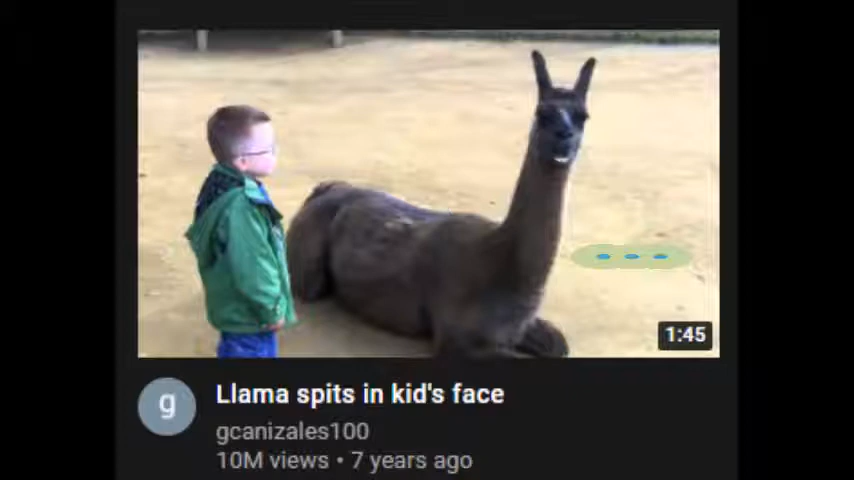 1:45
g
Llama spits in kid's face
gcanizales100
10M views • 7 years ago